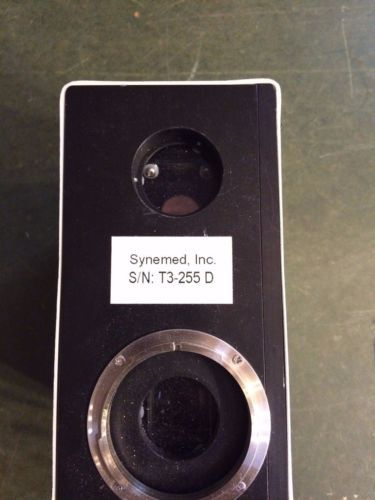 Synemed, Inc.
S/N: T3-255 D